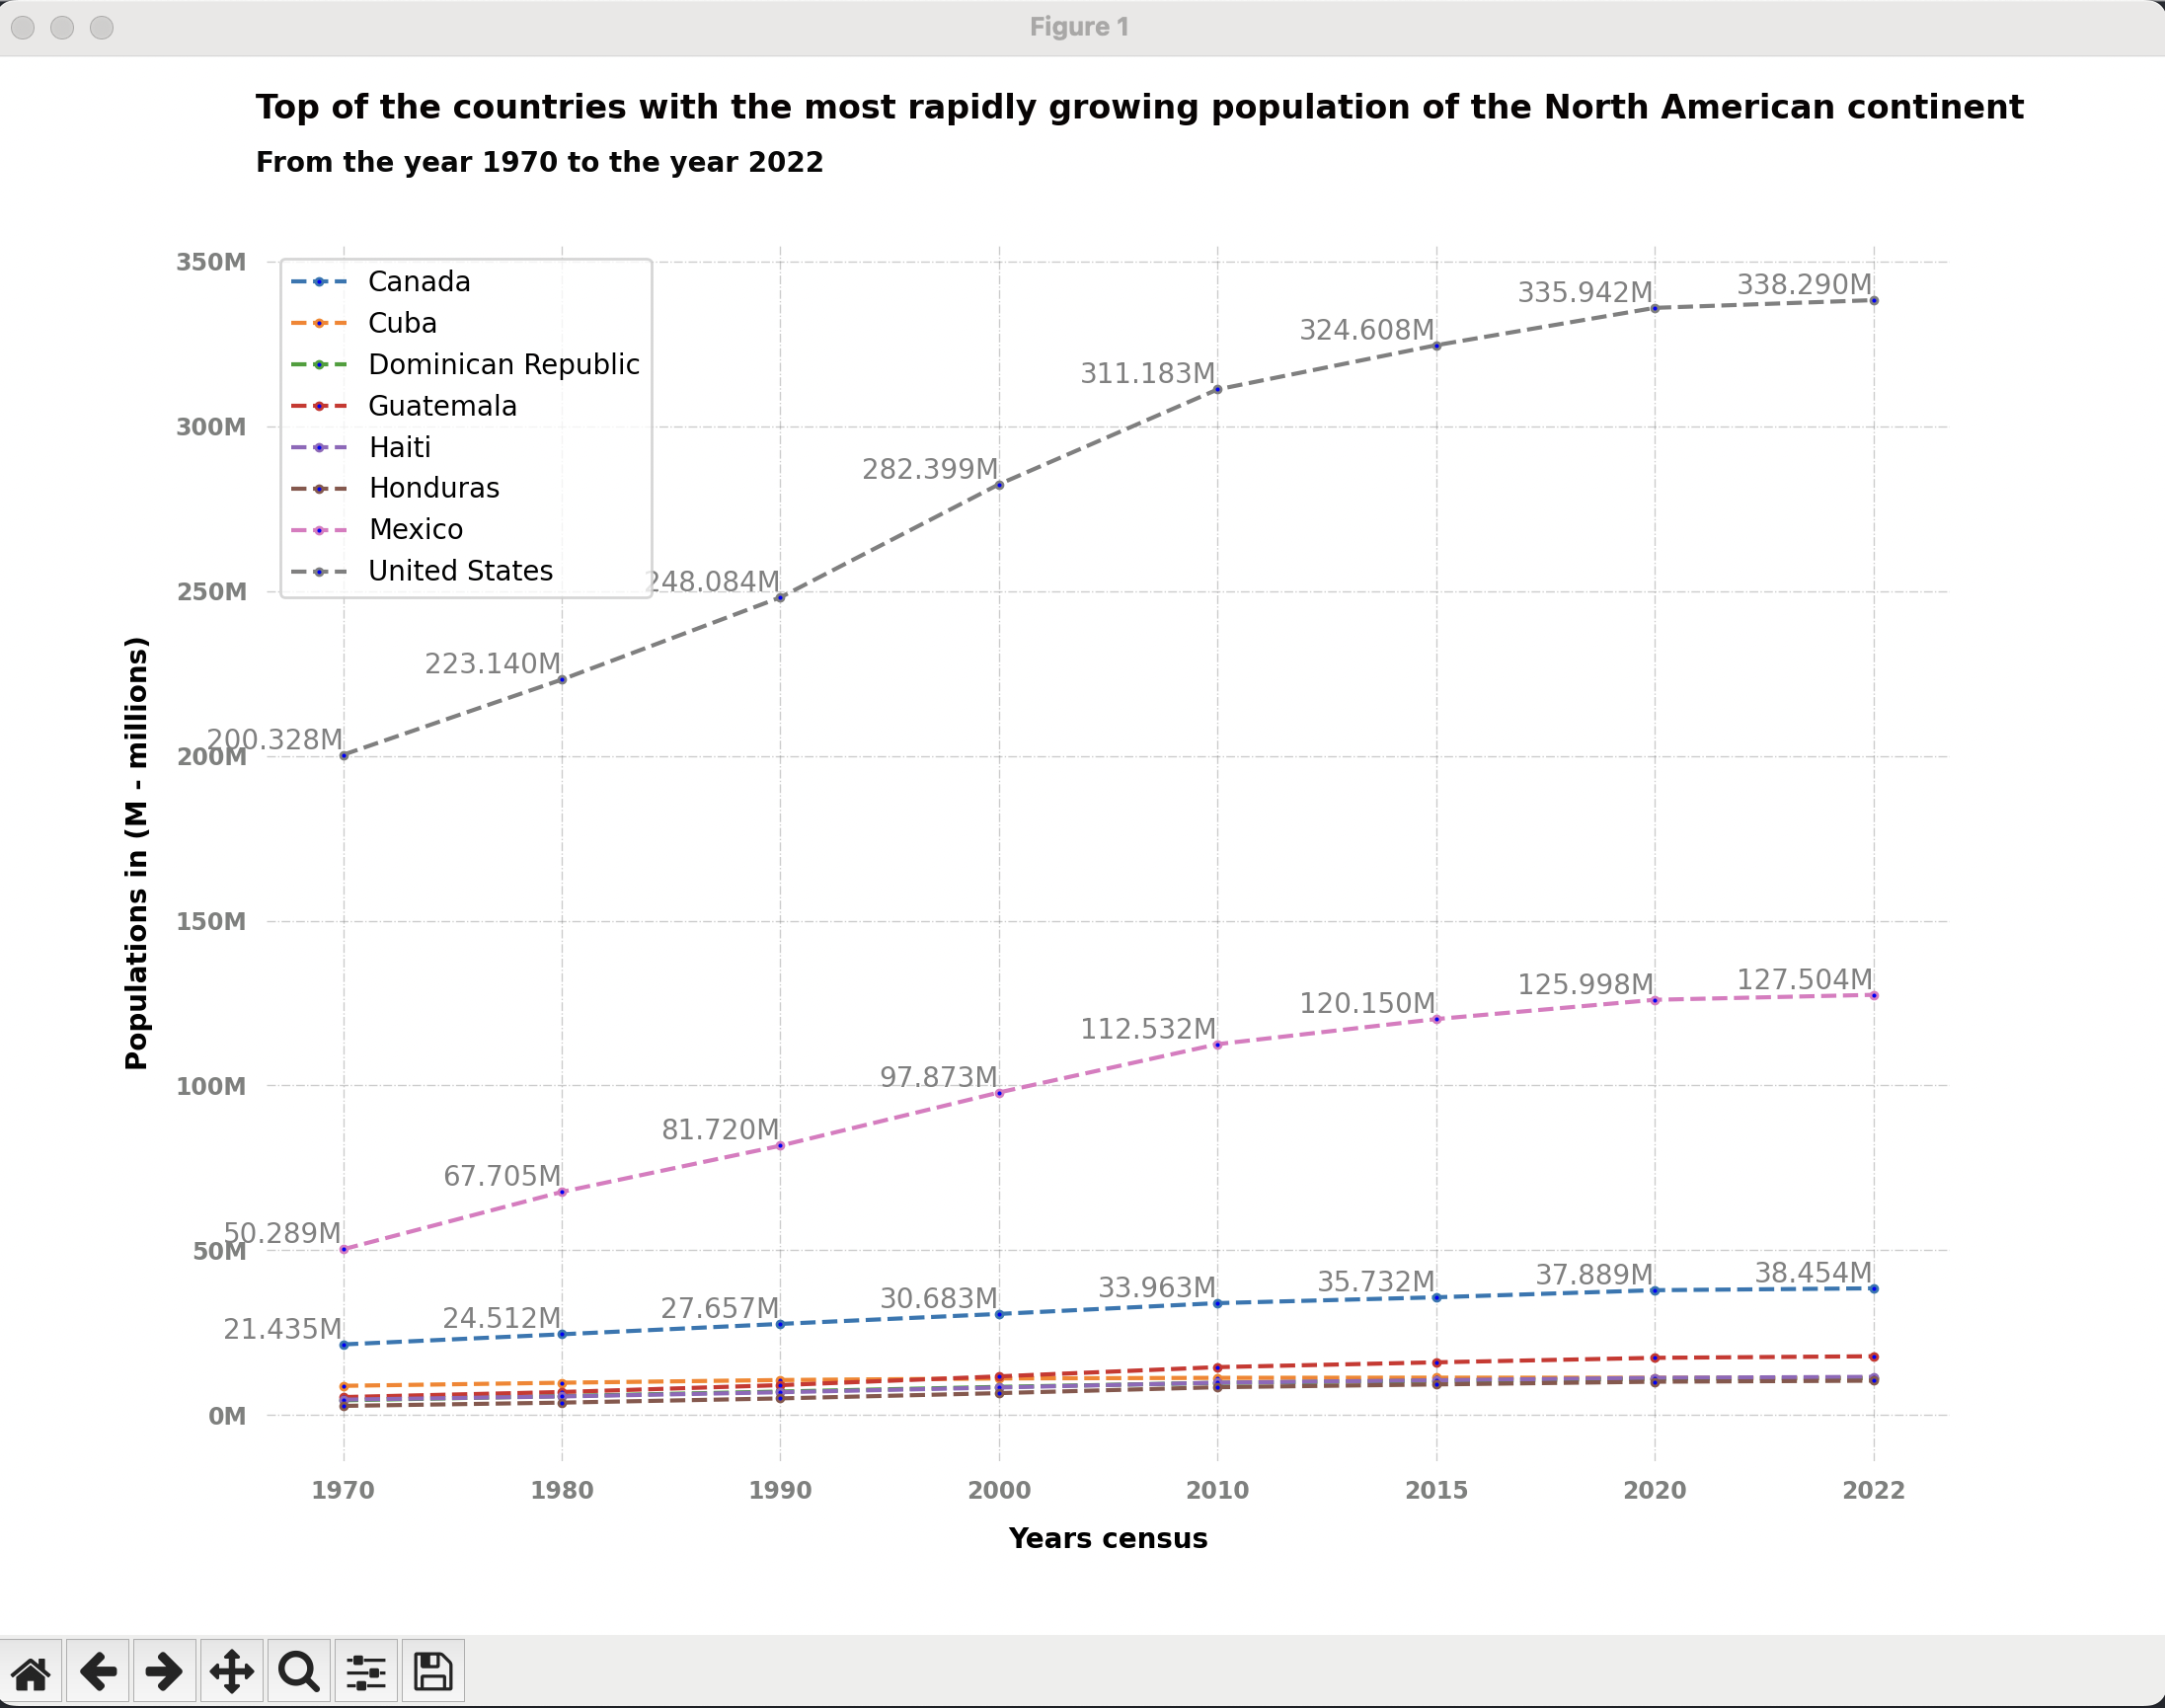 Figure 1
Top of the countries with the most rapidly growing population of the North American continent
From the year 1970 to the year 2022
350M
300M
250M
200M
150M
100M
50M
0M
Populations in (M - millions)
Canada
Cuba
Dominican Republic
Guatemala
Haiti
Honduras
Mexico
United States
200.328M
223.140M
248.084M
282.399M
311.183M
324.608M
335.942M
338.290M
50.289M
67.705M
81.720M
97.873M
112.532M
120.150M
125.998M
127.504M
21.435M
24.512M
27.657M
30.683M
33.963M
35.732M
37.889M
38.454M
1970
1980
1990
2000
2010
2015
2020
2022
Years census